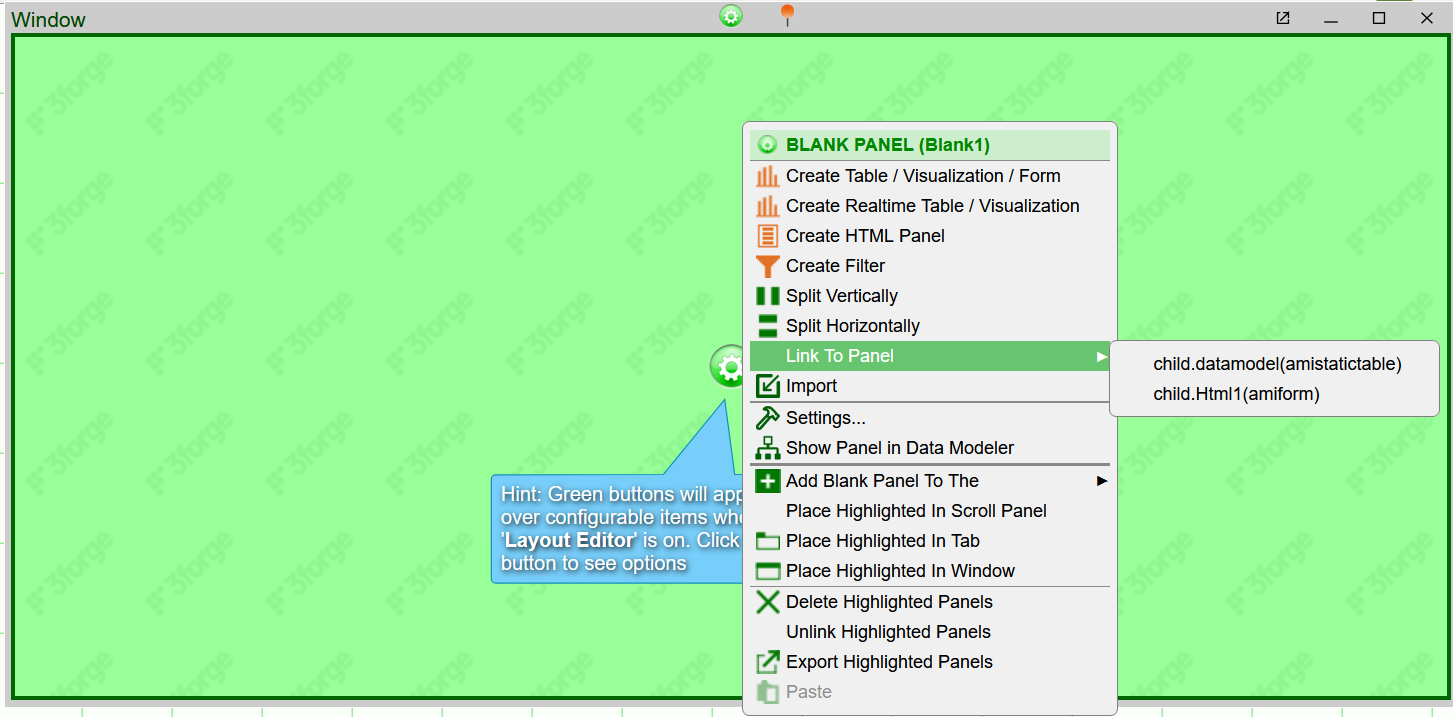 Window
BLANK PANEL (Blank1)
Create Table / Visualization / Form
Create Realtime Table / Visualization
Create HTML Panel
Create Filter
Split Vertically
Split Horizontally
Link To Panel
child.datamodel(amistatictable)
child.Html1(amiform)
Import
Settings...
Show Panel in Data Modeler
Add Blank Panel To The
Place Highlighted In Scroll Panel
Place Highlighted In Tab
Place Highlighted In Window
Delete Highlighted Panels
Unlink Highlighted Panels
Export Highlighted Panels
Paste
Hint: Green buttons will app
over configurable items whe
'Layout Editor' is on. Click
button to see options
3forge